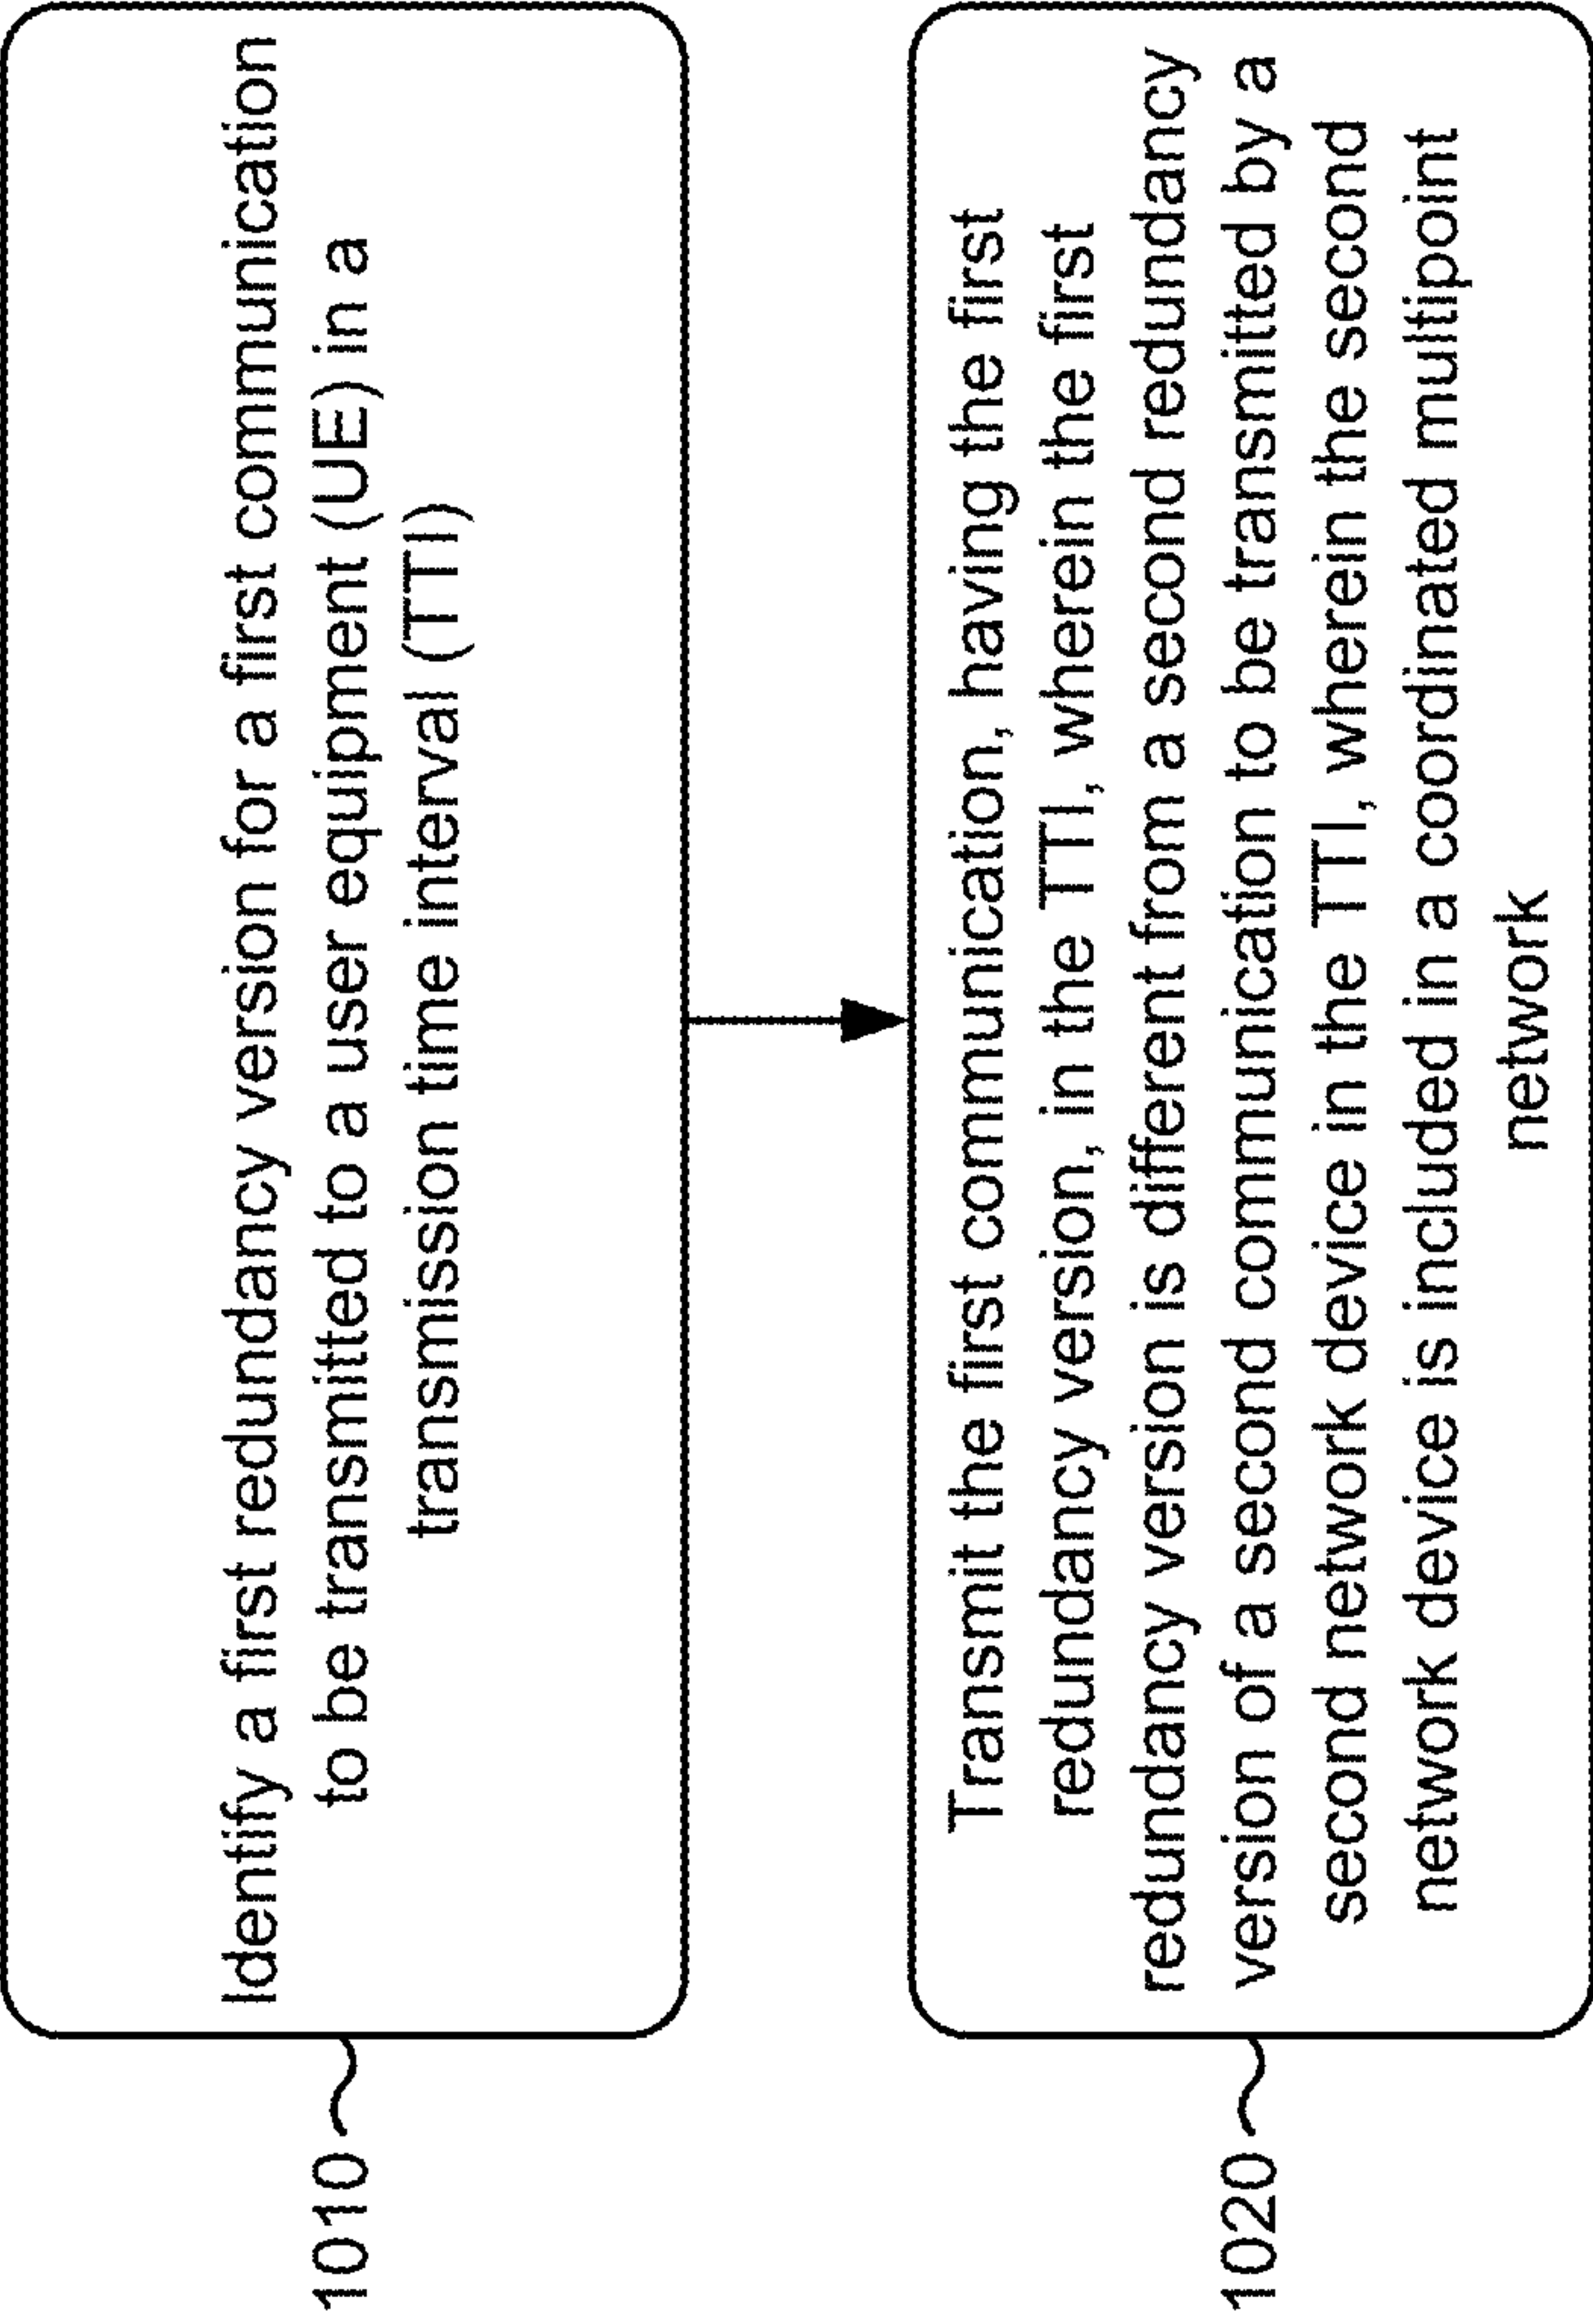 1010
Identify a first redundancy version for a first communication
to be transmitted to a user equipment (UE) in a
transmission time interval (TTI)
1020
Transmit the first communication, having the first
redundancy version, in the TTI, wherein the first
redundancy version is different from a second redundancy
version of a second communication to be transmitted by a
second network device in the TTI, wherein the second
network device is included in a coordinated multipoint
network